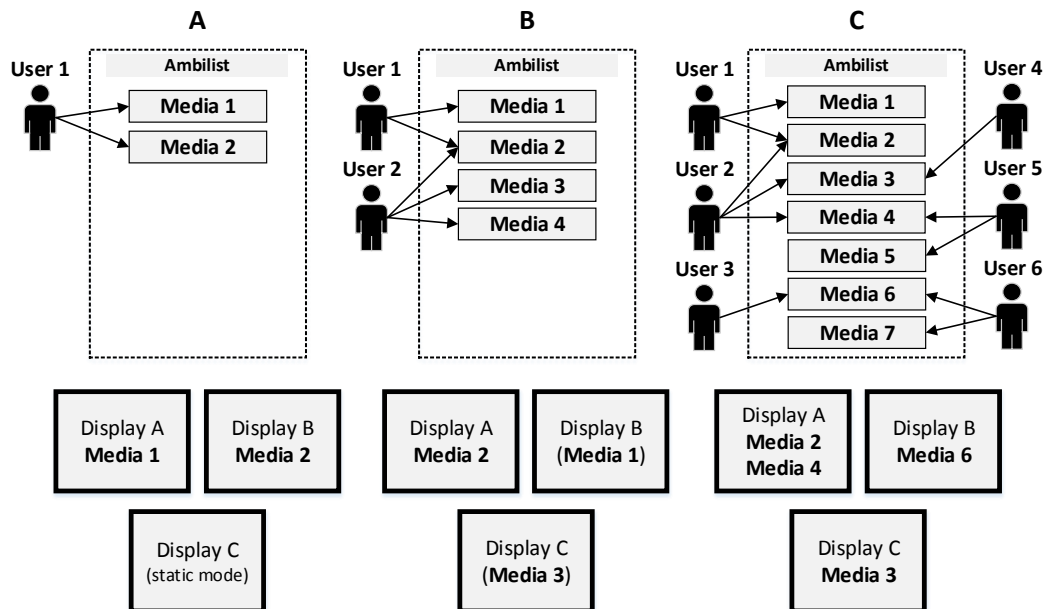 A
Ambilist
User 1
Media 1
Media 2
Display A
Media 1
Display B
Media 2
Display C
(static mode)
B
Ambilist
User 1
Media 1
Media 2
User 2
Media 3
Media 4
Display A
Media 2
Display B
(Media 1)
Display C
(Media 3)
C
Ambilist
User 1
User 4
Media 1
Media 2
User 2
User 5
Media 3
Media 4
Media 5
User 3
User 6
Media 6
Media 7
Display A
Media 2
Media 4
Display B
Media 6
Display C
Media 3